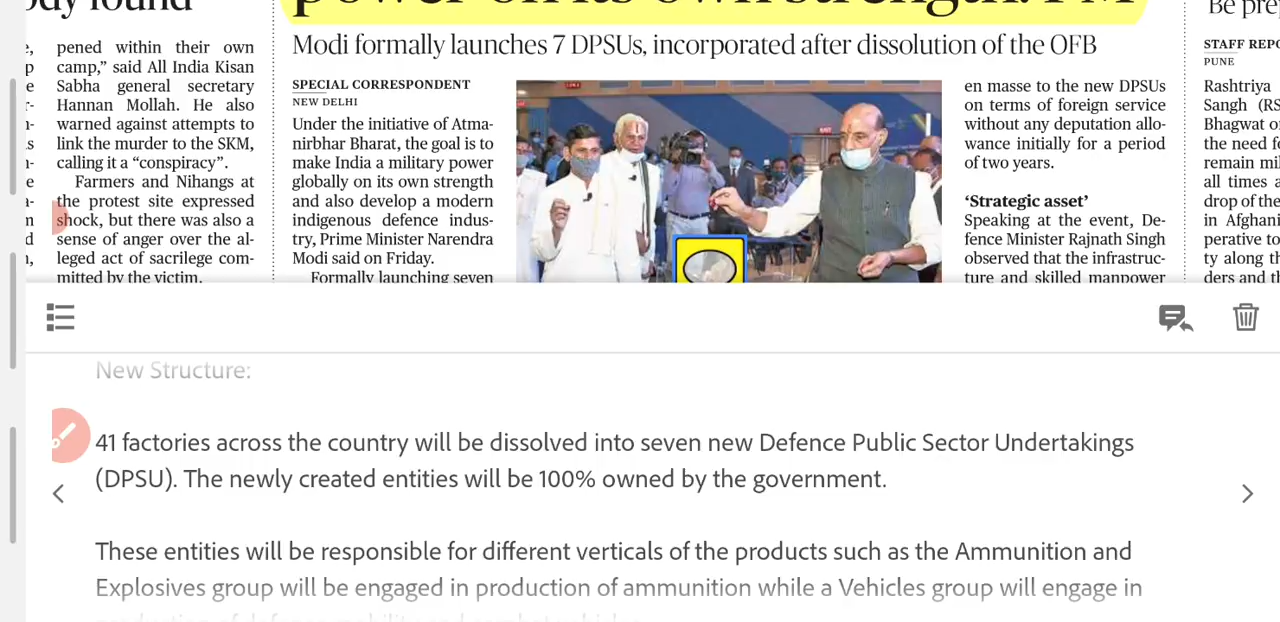 power on its own strength: PM
Modi formally launches 7 DPSUs, incorporated after dissolution of the OFB
pened within their own
camp,” said All India Kisan
Sabha general secretary
Hannan Mollah. He also
warned against attempts to
link the murder to the SKM,
calling it a “conspiracy”.
Farmers and Nihangs at
the protest site expressed
shock, but there was also a
sense of anger over the al-
leged act of sacrilege com-
mitted by the victim.
SPECIAL CORRESPONDENT
NEW DELHI
Under the initiative of Atma-
nirbhar Bharat, the goal is to
make India a military power
globally on its own strength
and also develop a modern
indigenous defence indus-
try, Prime Minister Narendra
Modi said on Friday.
Formally launching seven
en masse to the new DPSUs
on terms of foreign service
without any deputation allo-
wance initially for a period
of two years.
‘Strategic asset’
Speaking at the event, De-
fence Minister Rajnath Singh
observed that the infrastruc-
ture and skilled manpower
Be prep
STAFF REPO
PUNE
Rashtriya
Sangh (RS
Bhagwat o
the need fo
remain mil
all times a
drop of the
in Afghani
perative to
ty along th
ders and th
New Structure:
41 factories across the country will be dissolved into seven new Defence Public Sector Undertakings
(DPSU). The newly created entities will be 100% owned by the government.
These entities will be responsible for different verticals of the products such as the Ammunition and
Explosives group will be engaged in production of ammunition while a Vehicles group will engage in